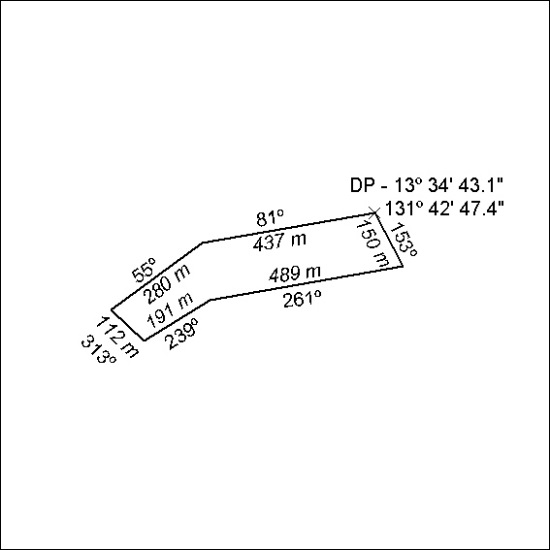 DP - 13º 34' 43.1"
131º 42' 47.4"
81º
437 m
153º
150 m
55º
280 m
489 m
261º
191 m
239º
112 m
313º